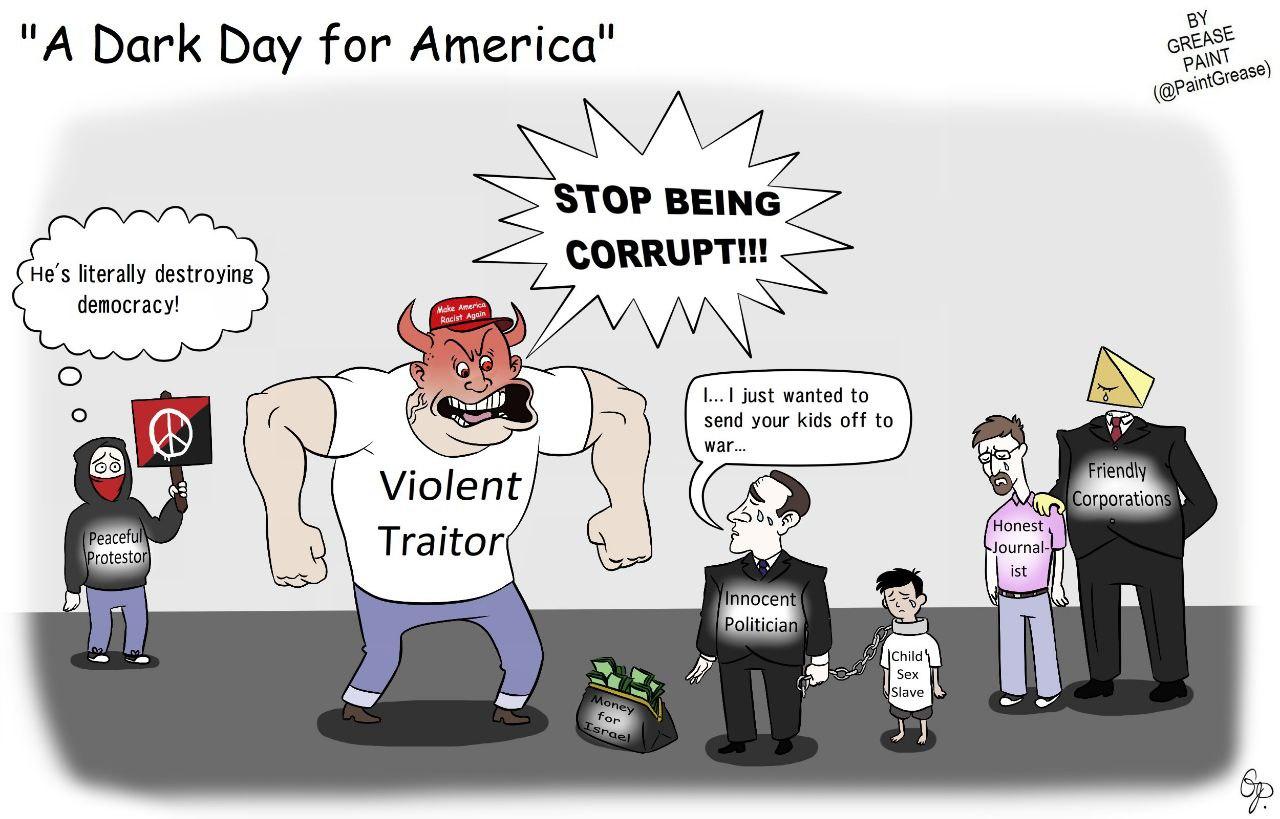 "A Dark Day for America"
BY
GREASE
PAINT
(@PaintGrease)
STOP BEING
CORRUPT!!!
He's literally destroying
democracy!
Make America
Racist Again
I... I just wanted to
send your kids off to
war...
Peaceful
Protestor
Violent
Traitor
Money
for
Israel
Innocent
Politician
Child
Sex
Slave
Honest
Journal-
ist
Friendly
Corporations
GP.